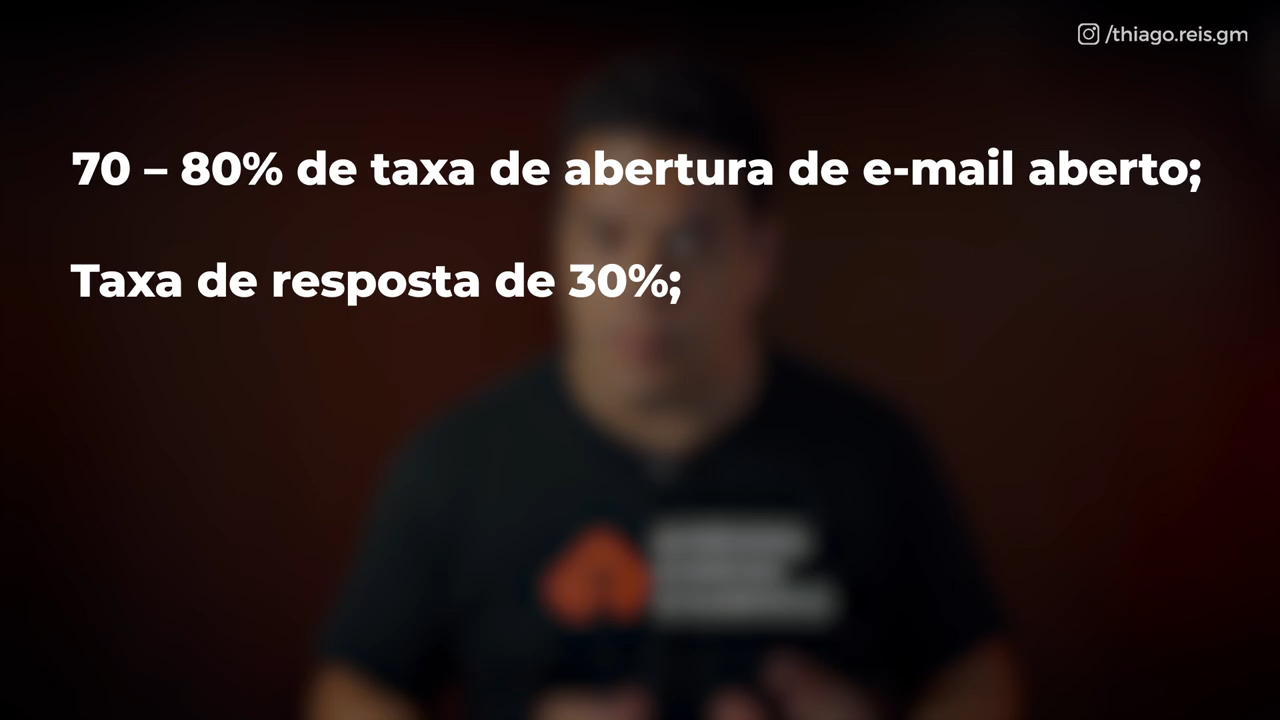 /thiago.reis.gm
70 – 80% de taxa de abertura de e-mail aberto;
Taxa de resposta de 30%;